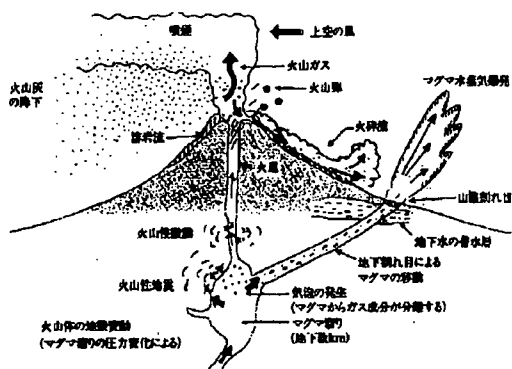 噴煙
上空の風
火山ガス
火山弾
火山灰
の降下
マグマ水蒸気爆発
溶岩流
火砕流
火道
山腹割れ目
火山性微動
地下水の帯水層
地下割れ目による
マグマの移動
火山性地震
気泡の発生
(マグマからガス成分が分離する)
マグマ溜り
(地下数km)
火山体の地殻変動
(マグマ溜りの圧力変化による)